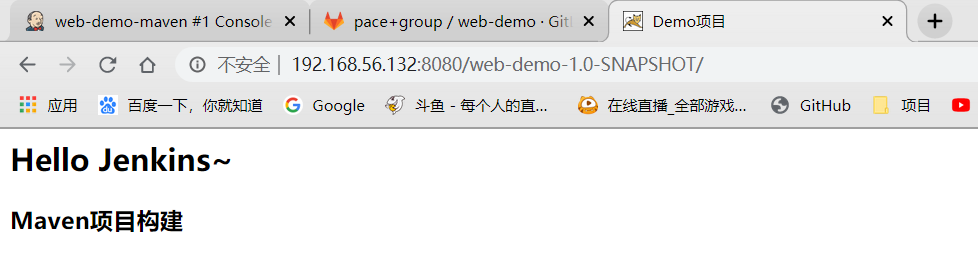 web-demo-maven #1 Console
pace+group / web-demo · Gitl
Demo项目
不安全 | 192.168.56.132:8080/web-demo-1.0-SNAPSHOT/
应用 百度一下，你就知道 Google 斗鱼 - 每个人的直... 在线直播_全部游戏... GitHub 项目
Hello Jenkins~
Maven项目构建